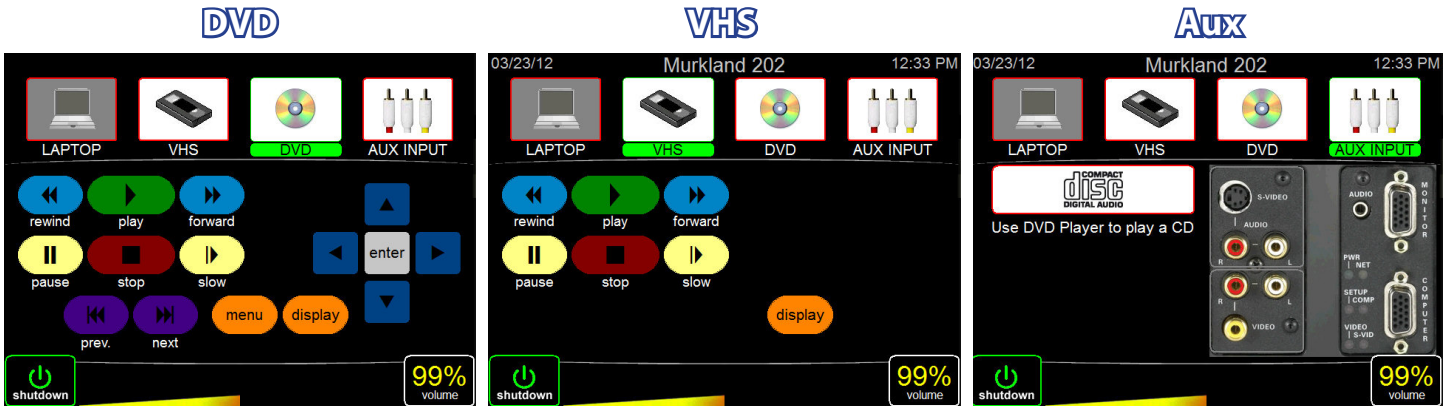 DVD
LAPTOP VHS DVD AUX INPUT
rewind play forward
pause stop slow
enter
prev. next
menu display
shutdown
99%
volume
VHS
03/23/12 Murkland 202 12:33 PM
LAPTOP VHS DVD AUX INPUT
rewind play forward
pause stop slow
display
shutdown
99%
volume
Aux
03/23/12 Murkland 202 12:33 PM
LAPTOP VHS DVD AUX INPUT
COMPACT
disc
DIGITAL AUDIO
Use DVD Player to play a CD
S-VIDEO
AUDIO
R L
R L
VIDEO
AUDIO
MONITOR
PWR
| NET
SETUP
| COMP
VIDEO
| S-VID
COMPUTER
shutdown
99%
volume